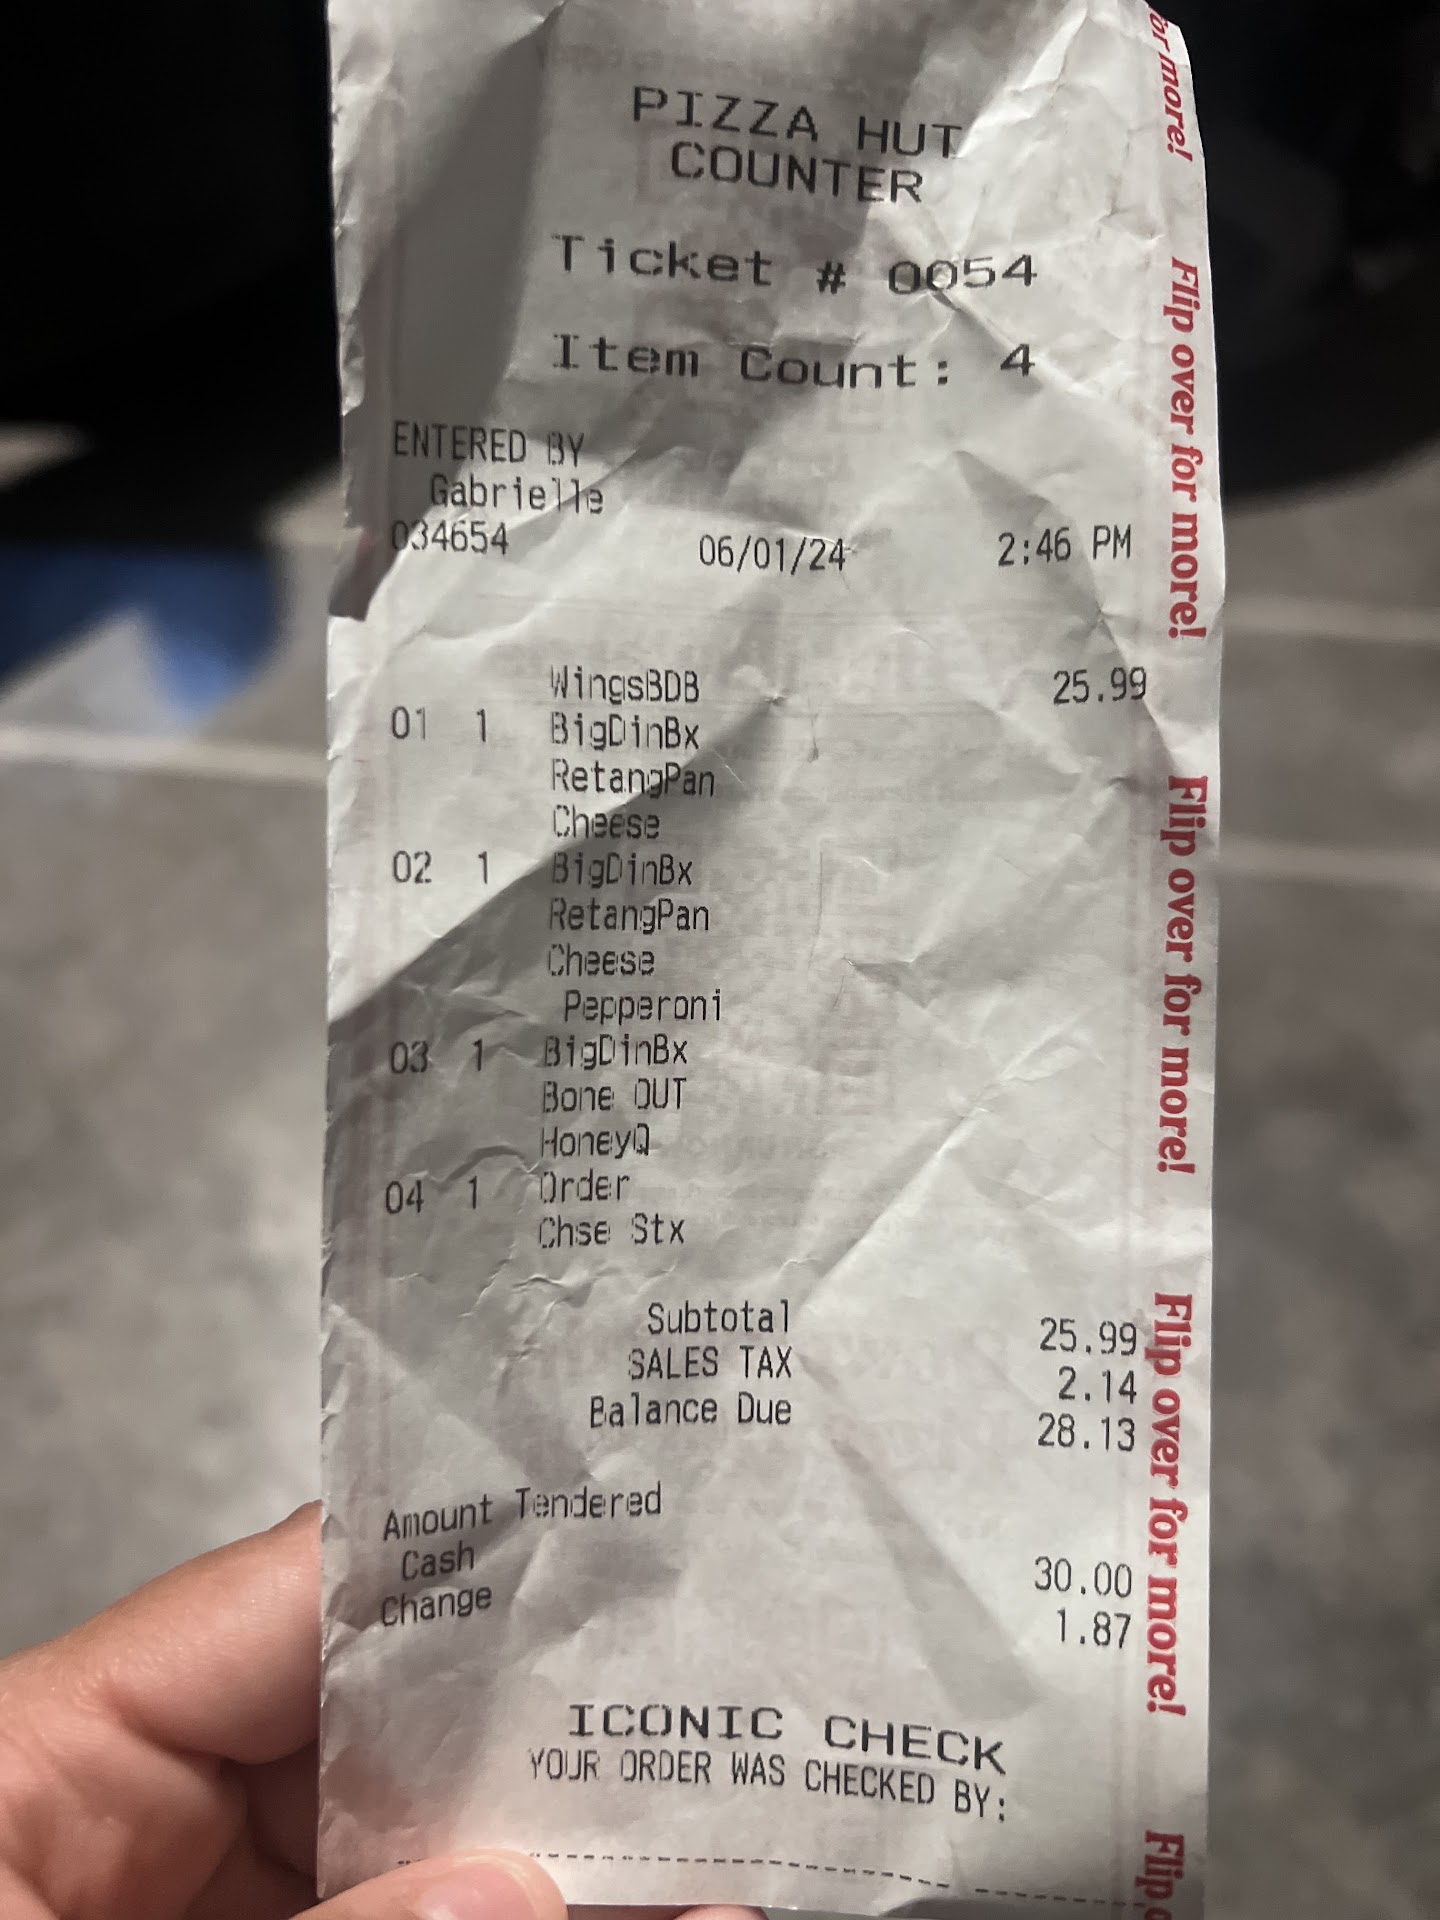 PIZZA HUT
COUNTER
Ticket # 0054
Item Count: 4
ENTERED BY
Gabrielle
034654 06/01/24 2:46 PM
WingsBDB 25.99
01 1 BigDinBx
RetangPan
Cheese
02 1 BigDinBx
RetangPan
Cheese
Pepperoni
03 1 BigDinBx
Bone OUT
HoneyQ
04 1 Order
Chse Stx
Subtotal 25.99
SALES TAX 2.14
Balance Due 28.13
Amount Tendered
Cash 30.00
Change 1.87
ICONIC CHECK
YOUR ORDER WAS CHECKED BY:
or more!
Flip over for more!
Flip over for more!
Flip over for more!
Flip o